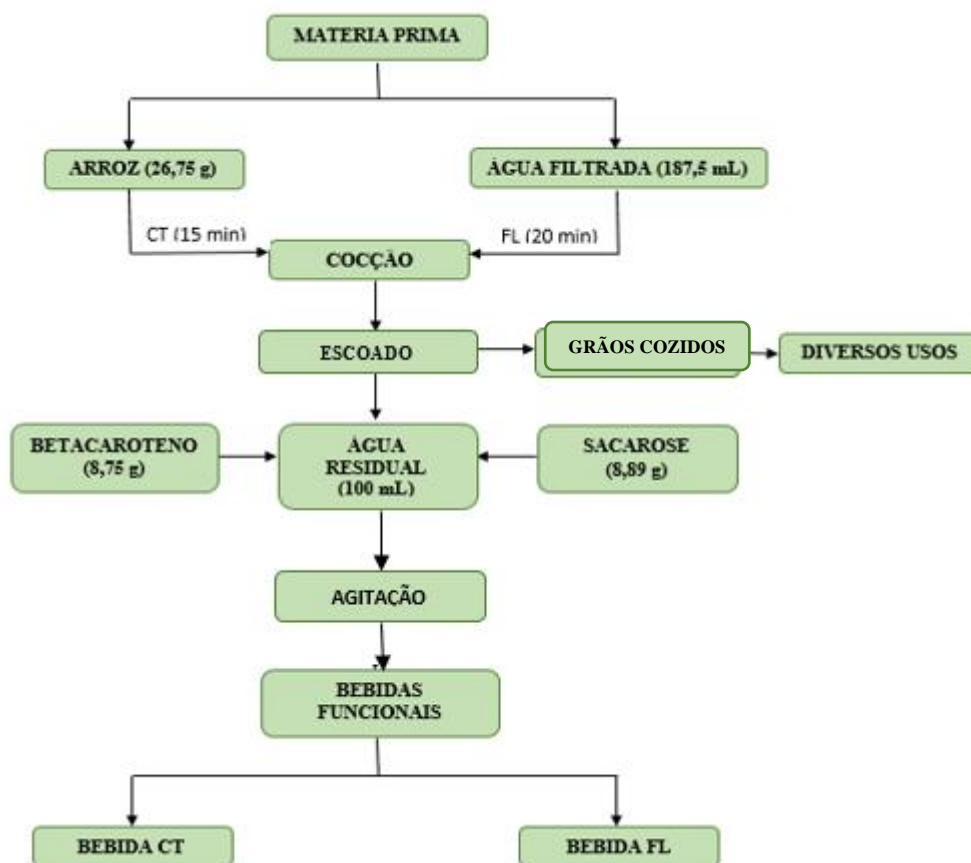 MATERIA PRIMA
ARROZ (26,75 g)
ÁGUA FILTRADA (187,5 mL)
CT (15 min)
FL (20 min)
COCÇÃO
ESCOADO
GRÃOS COZIDOS
DIVERSOS USOS
BETACAROTENO
(8,75 g)
ÁGUA
RESIDUAL
(100 mL)
SACAROSE
(8,89 g)
AGITAÇÃO
BEBIDAS
FUNCIONAIS
BEBIDA CT
BEBIDA FL